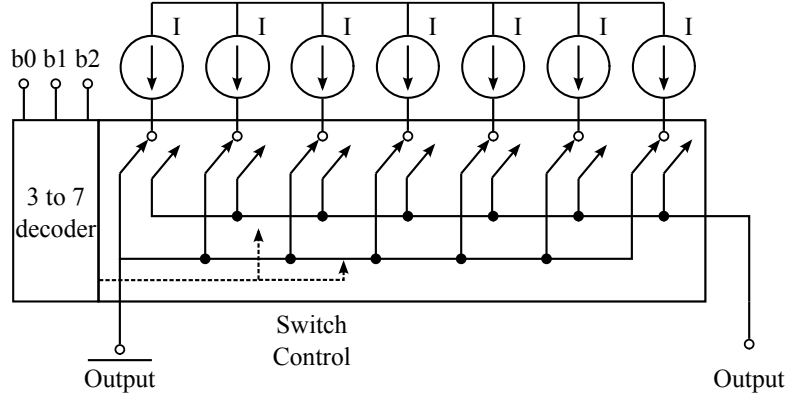 I I I I I I I
b0 b1 b2
3 to 7
decoder
Switch
Control
Output
Output